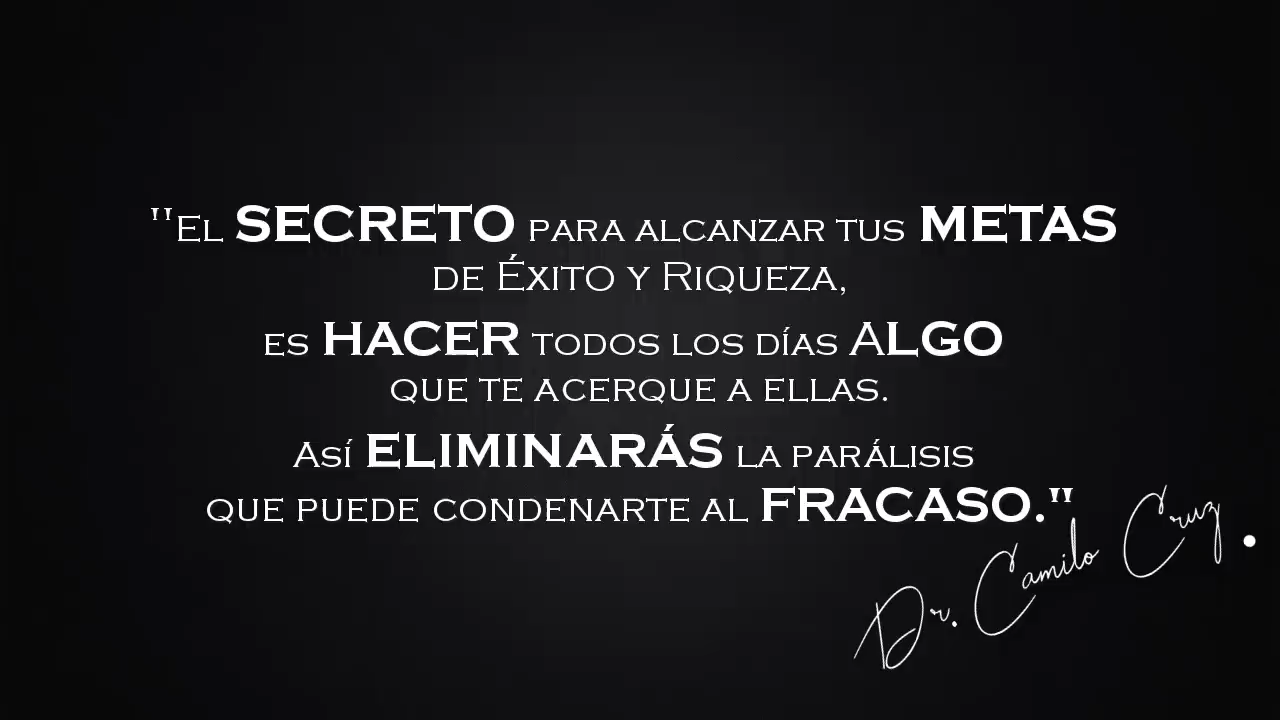 "El SECRETO para alcanzar tus METAS
de Éxito y Riqueza,
es HACER todos los días ALGO
que te acerque a ellas.
Así ELIMINARÁS la parálisis
que puede condenarte al FRACASO."
Dr. Camilo Cruz.